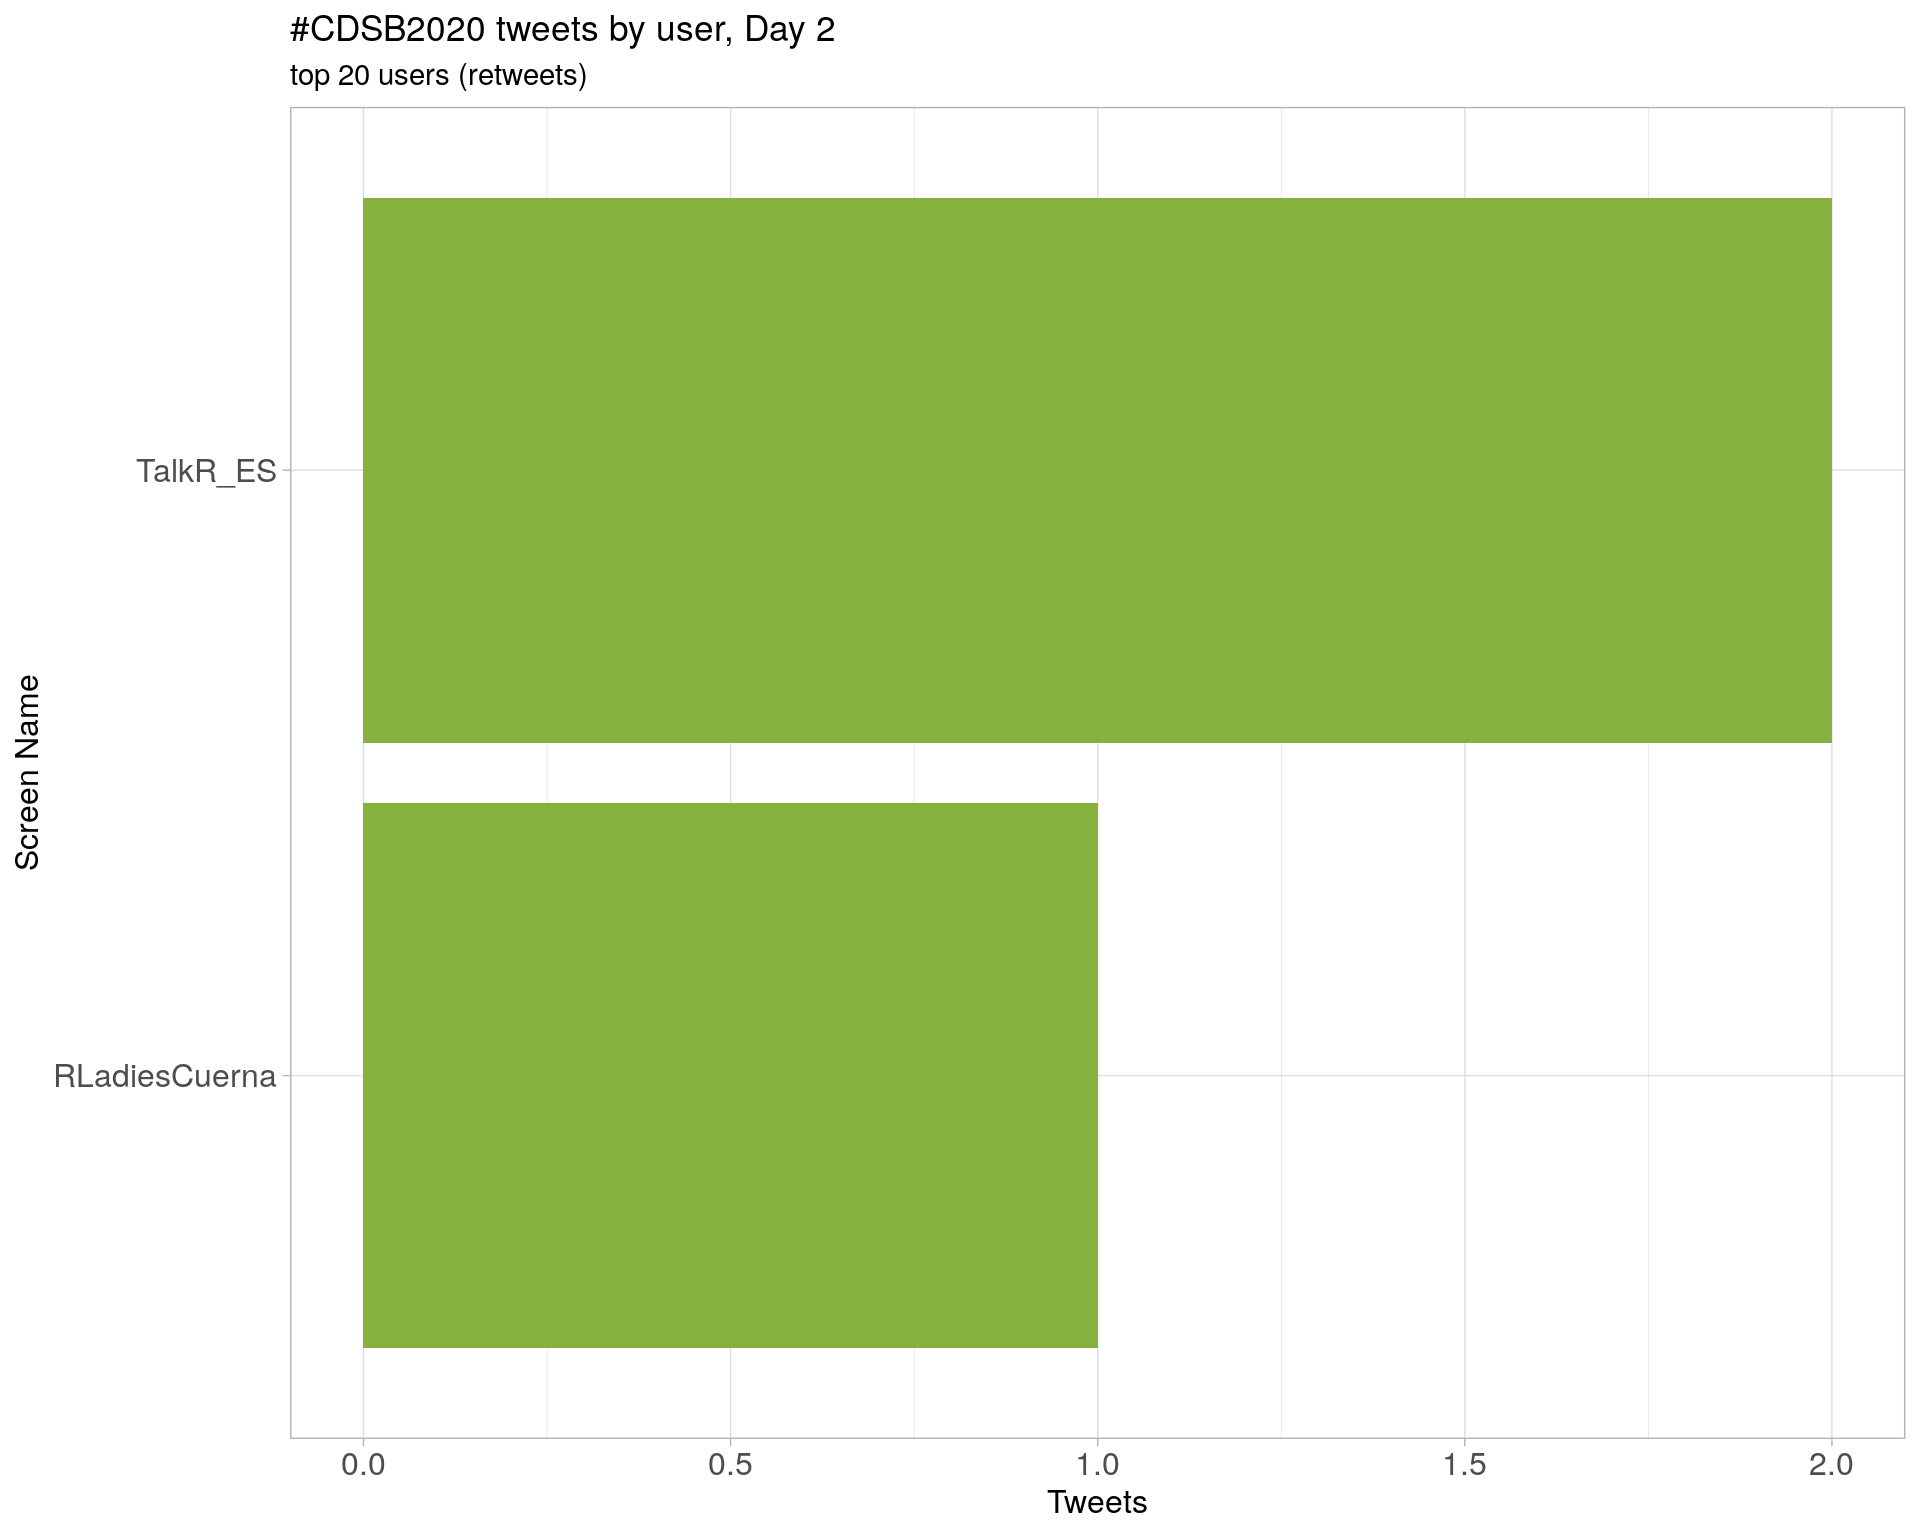 #CDSB2020 tweets by user, Day 2
top 20 users (retweets)
Screen Name
TalkR_ES
RLadiesCuerna
0.0 0.5 1.0 1.5 2.0
Tweets